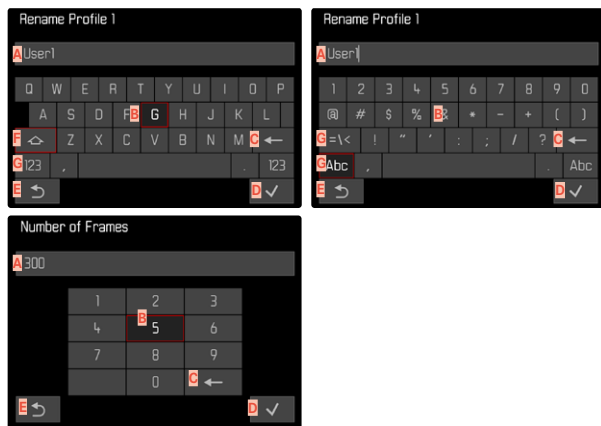 Rename Profile 1
A User1
Q W E R T Y U I O P
A S D F B G H J K L
F Z X C V B N M C ←
G 123 , . 123
E D ✓
Rename Profile 1
A User1
1 2 3 4 5 6 7 8 9 0
@ # $ % B & * - + ( )
G =\< ! " ' : ; / ? C ←
G Abc , . Abc
E D ✓
Number of Frames
A 300
1 2 3
B
4 5 6
7 8 9
0 C ←
E D ✓